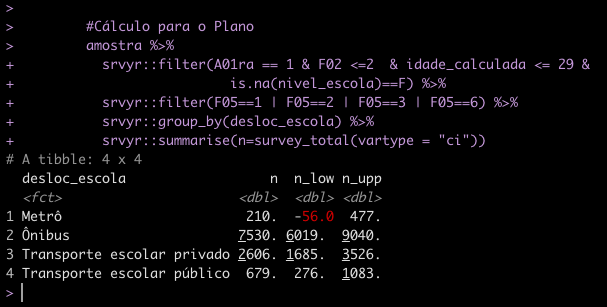 >
>         #Cálculo para o Plano
>         amostra %>%
+           srvyr::filter(A01ra == 1 & F02 <=2  & idade_calculada <= 29 &
+                           is.na(nivel_escola)==F) %>%
+           srvyr::filter(F05==1 | F05==2 | F05==3 | F05==6) %>%
+           srvyr::group_by(desloc_escola) %>%
+           srvyr::summarise(n=survey_total(vartype = "ci"))
# A tibble: 4 x 4
  desloc_escola                  n n_low n_upp
  <fct>                      <dbl> <dbl> <dbl>
1 Metrô                       210. -56.0  477.
2 Ônibus                     7530. 6019. 9040.
3 Transporte escolar privado 2606. 1685. 3526.
4 Transporte escolar público  679.  276. 1083.
>